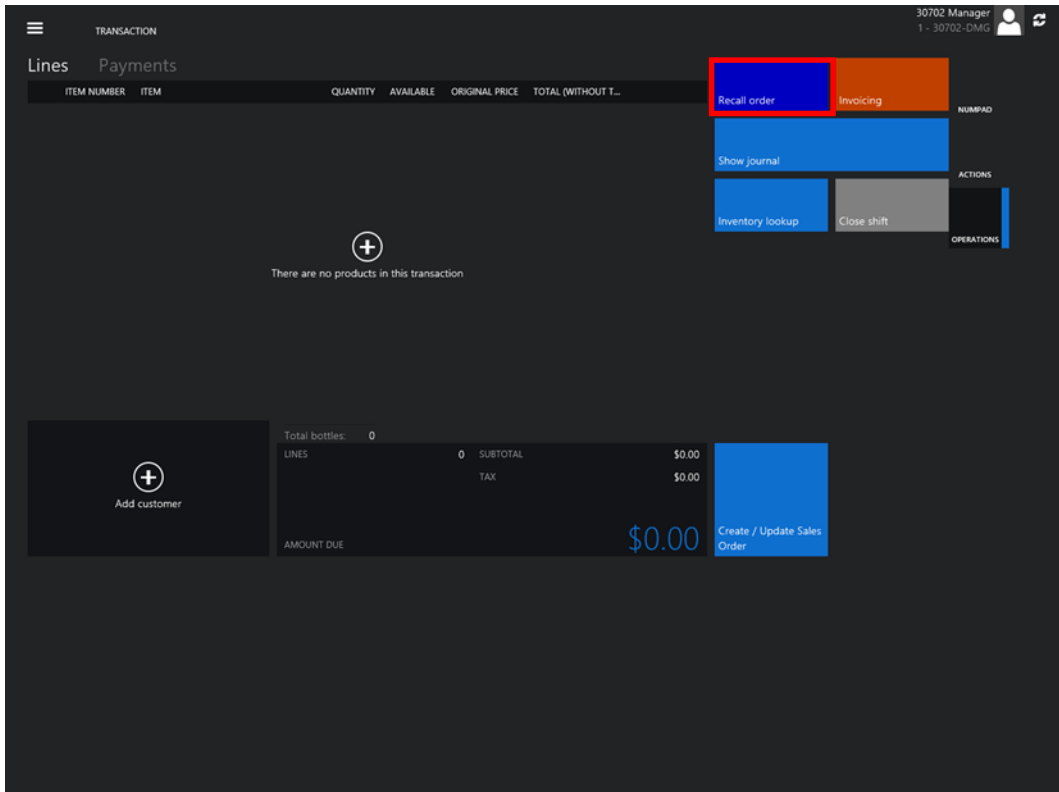 30702 Manager
TRANSACTION
1 - 30702-DMG
Lines Payments
ITEM NUMBER ITEM QUANTITY AVAILABLE ORIGINAL PRICE TOTAL (WITHOUT T...
Recall order
Invoicing
NUMPAD
Show journal
ACTIONS
Inventory lookup
Close shift
OPERATIONS
There are no products in this transaction
Total bottles: 0
LINES 0 SUBTOTAL $0.00
TAX $0.00
Add customer
AMOUNT DUE $0.00
Create / Update Sales
Order